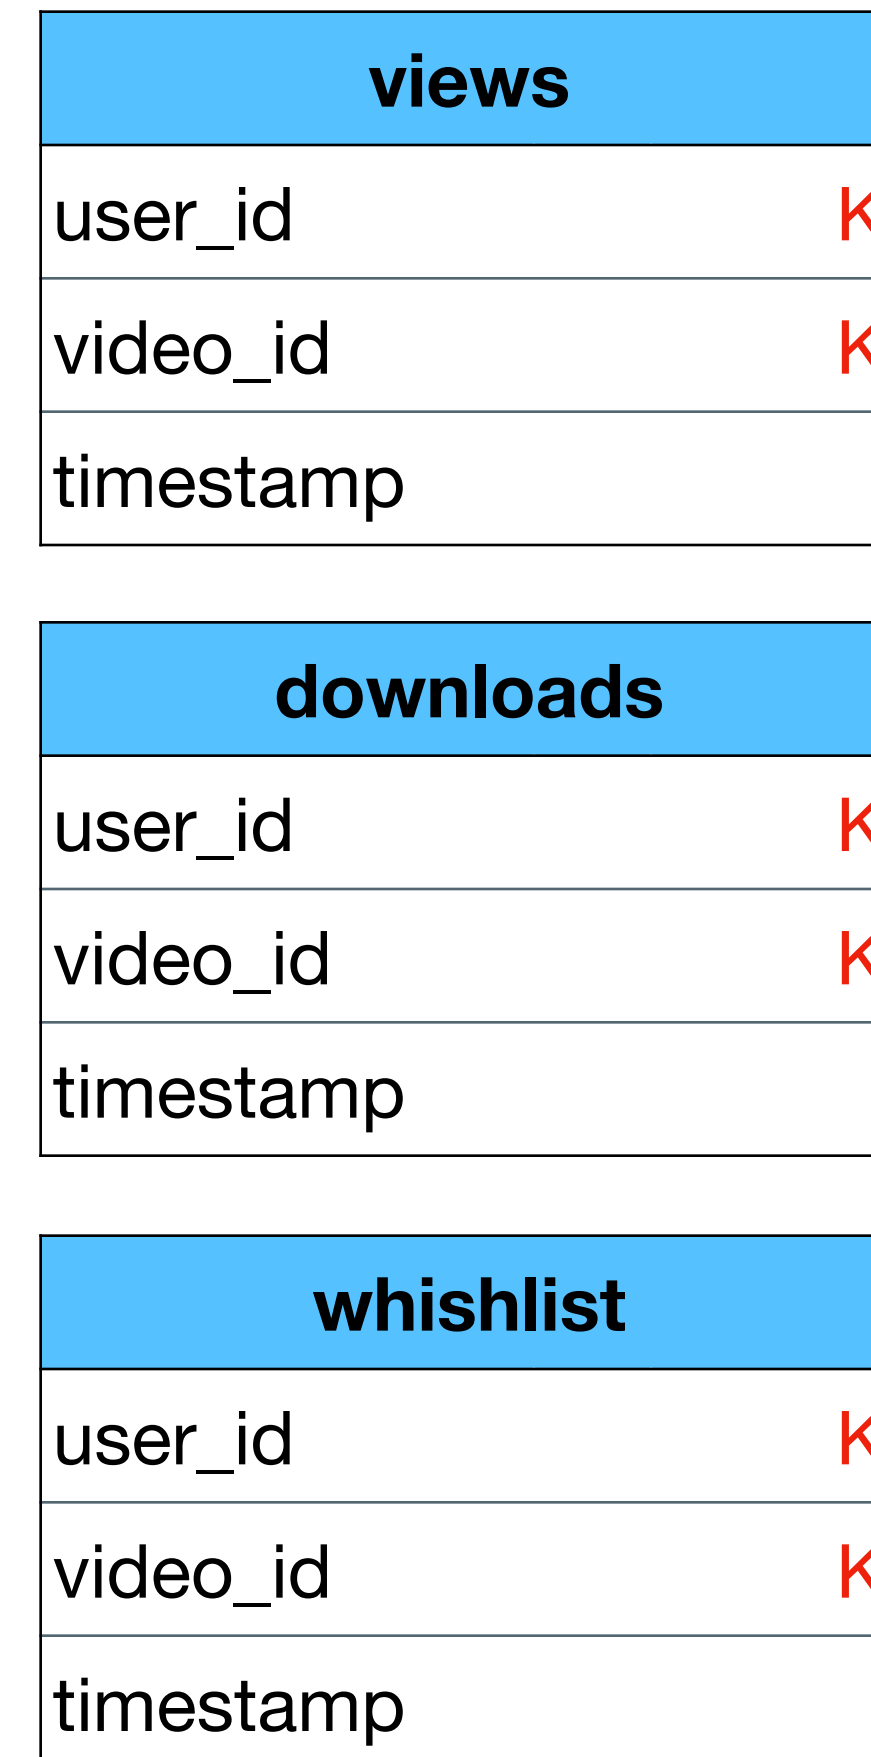 views
user_id K
video_id K
timestamp
downloads
user_id K
video_id K
timestamp
whishlist
user_id K
video_id K
timestamp